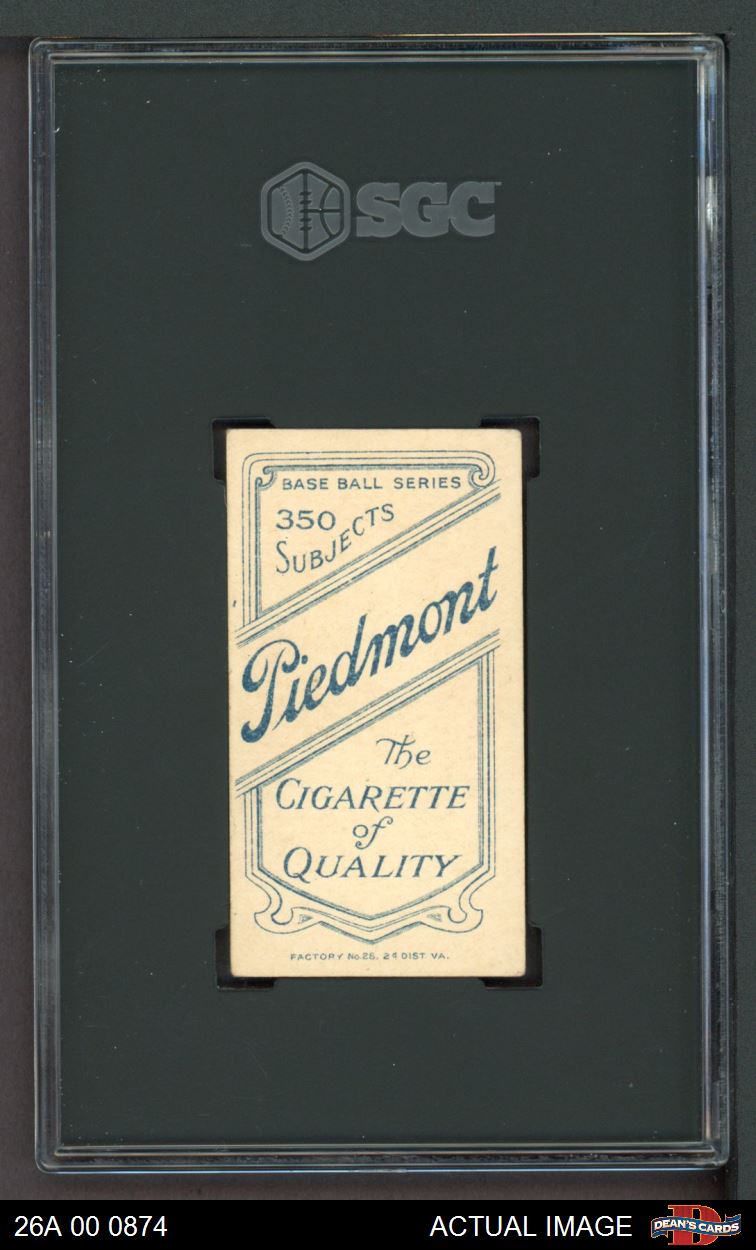 SGC
BASE BALL SERIES
350
SUBJECTS
Piedmont
The
CIGARETTE
of
QUALITY
FACTORY No.25. 2d DIST. VA.
26A 00 0874
ACTUAL IMAGE
D
DEAN'S CARDS